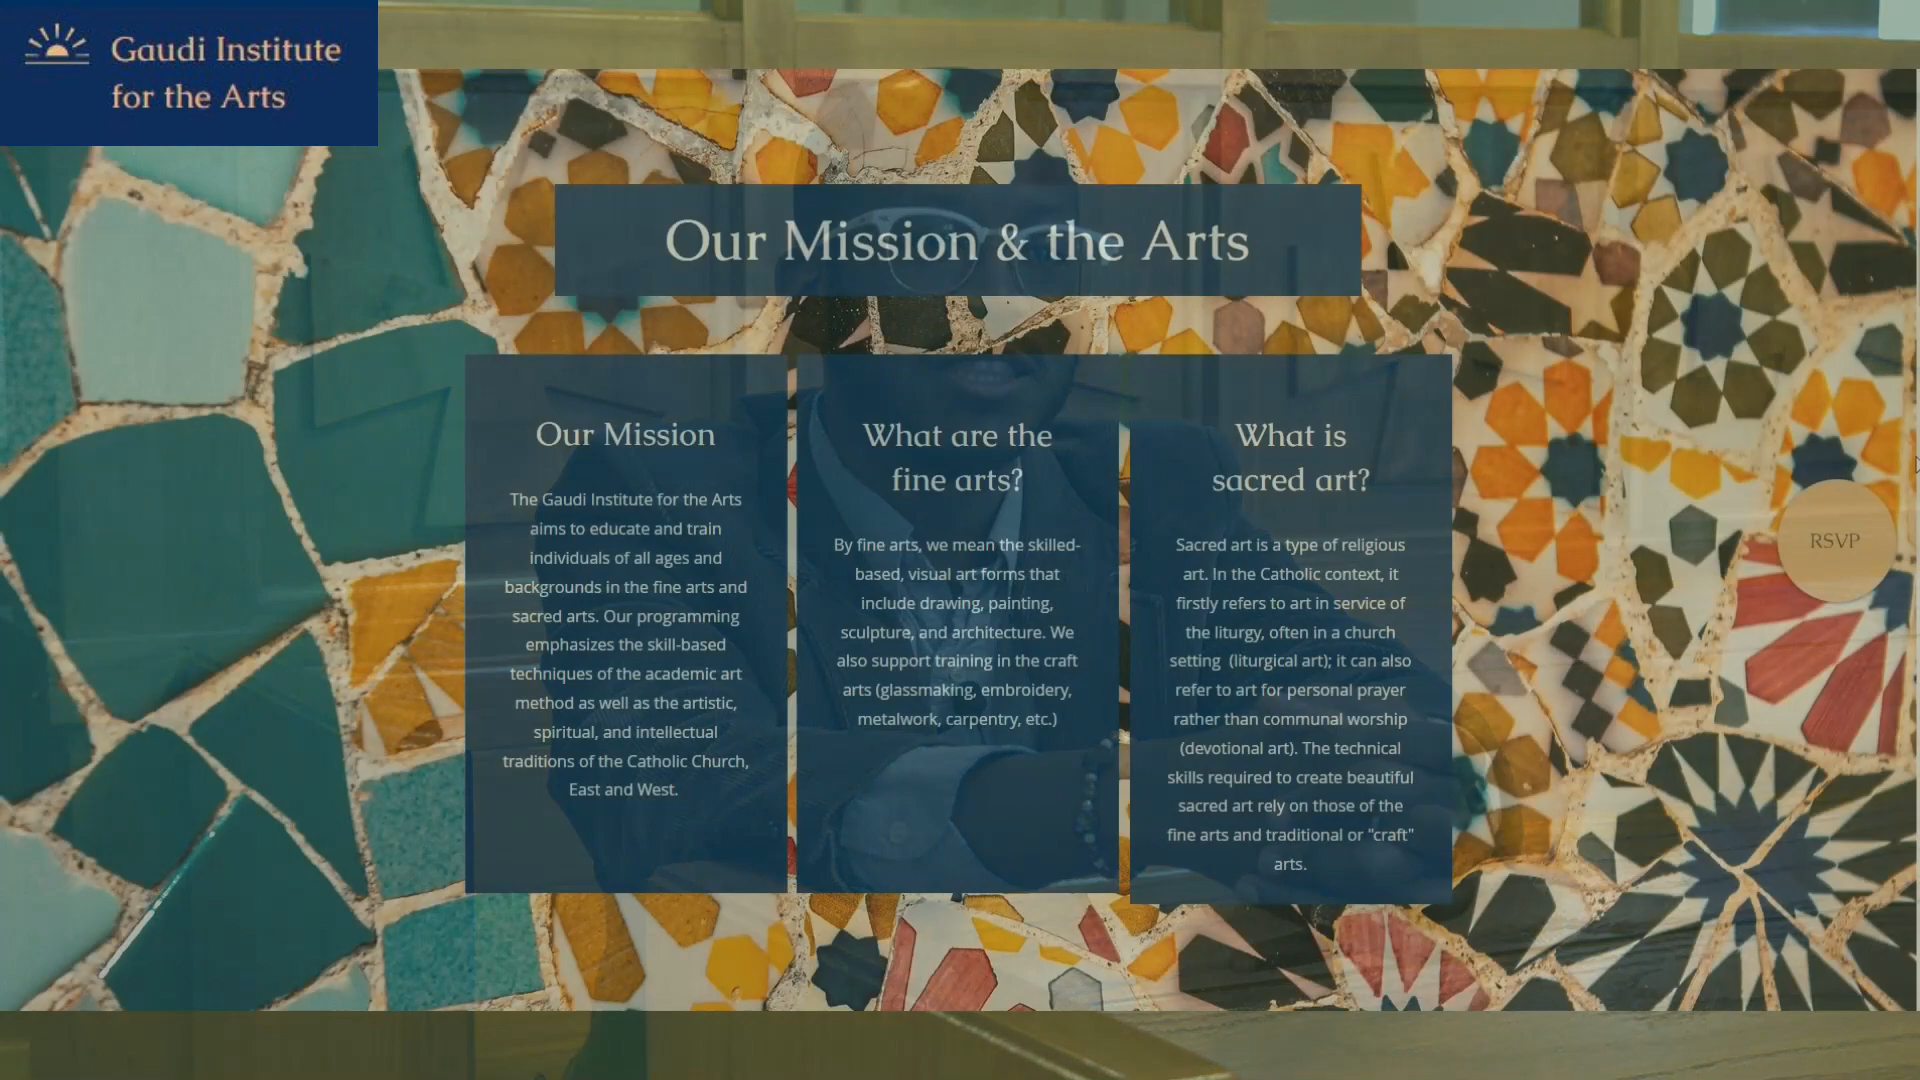 Gaudi Institute
for the Arts
Our Mission & the Arts
Our Mission
The Gaudi Institute for the Arts
aims to educate and train
individuals of all ages and
backgrounds in the fine arts and
sacred arts. Our programming
emphasizes the skill-based
techniques of the academic art
method as well as the artistic,
spiritual, and intellectual
traditions of the Catholic Church,
East and West.
What are the
fine arts?
By fine arts, we mean the skilled-
based, visual art forms that
include drawing, painting,
sculpture, and architecture. We
also support training in the craft
arts (glassmaking, embroidery,
metalwork, carpentry, etc.)
What is
sacred art?
Sacred art is a type of religious
art. In the Catholic context, it
firstly refers to art in service of
the liturgy, often in a church
setting (liturgical art); it can also
refer to art for personal prayer
rather than communal worship
(devotional art). The technical
skills required to create beautiful
sacred art rely on those of the
fine arts and traditional or "craft"
arts.
RSVP